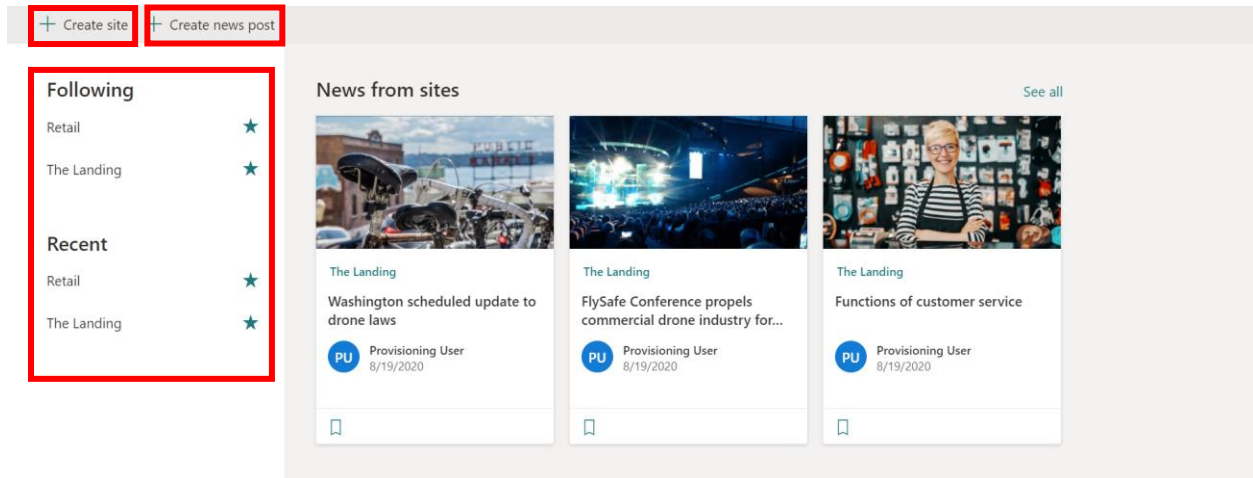 + Create site + Create news post
Following
Retail
The Landing
Recent
Retail
The Landing
News from sites
See all
PUBLIC
MARKET
The Landing
Washington scheduled update to
drone laws
PU
Provisioning User
8/19/2020
The Landing
FlySafe Conference propels
commercial drone industry for...
PU
Provisioning User
8/19/2020
The Landing
Functions of customer service
PU
Provisioning User
8/19/2020